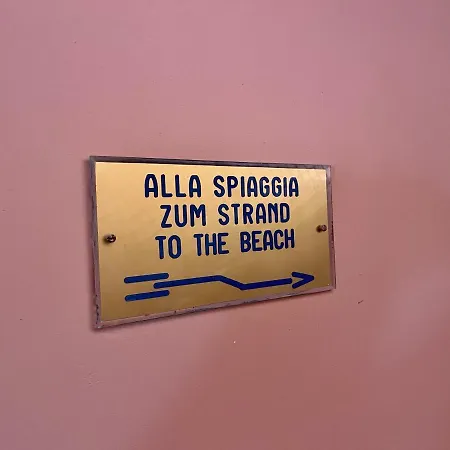 ALLA SPIAGGIA
ZUM STRAND
TO THE BEACH